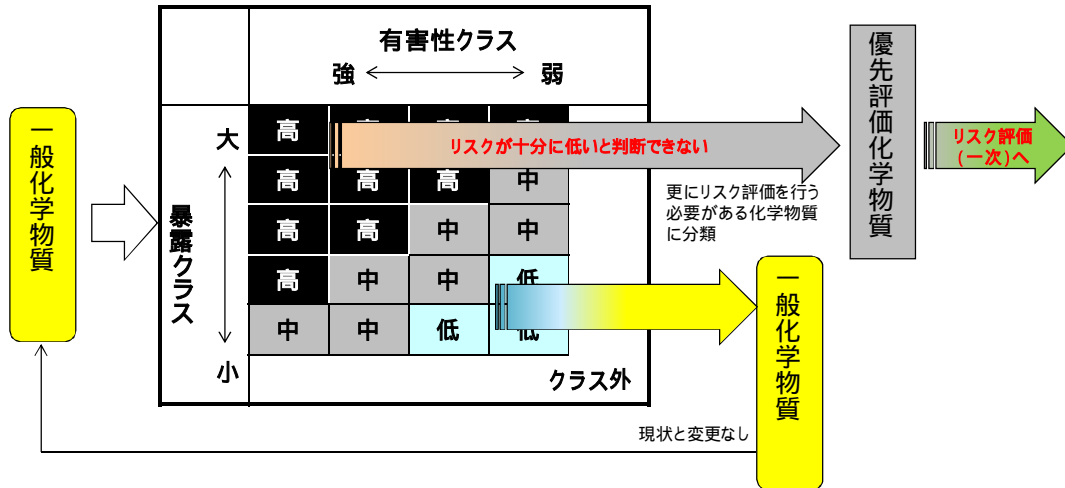 有害性クラス
強 弱
一般化学物質
暴露クラス
大
小
高 高 高 高
高 高 高 中
高 高 中 中
高 中 中 低
中 中 低 低
クラス外
リスクが十分に低いと判断できない
更にリスク評価を行う
必要がある化学物質
に分類
優先評価化学物質
リスク評価
(一次)へ
一般化学物質
現状と変更なし